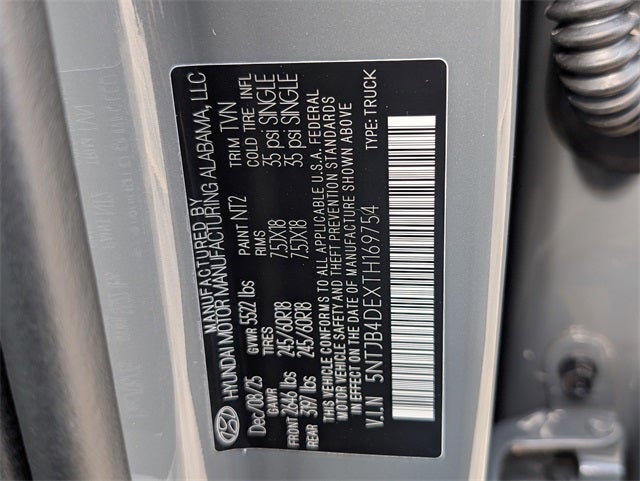 MANUFACTURED BY
HYUNDAI MOTOR MANUFACTURING ALABAMA, LLC
Dec/08/25 GVWR 5522 lbs PAINT NT2 TRIM TVN
GAWR TIRES RIMS COLD TIRE INFL
FRONT 2646 lbs 245/60R18 7.5JX18 35 psi SINGLE
REAR 3197 lbs 245/60R18 7.5JX18 35 psi SINGLE
THIS VEHICLE CONFORMS TO ALL APPLICABLE U.S.A. FEDERAL
MOTOR VEHICLE SAFETY AND THEFT PREVENTION STANDARDS
IN EFFECT ON THE DATE OF MANUFACTURE SHOWN ABOVE
V.I.N 5NTJB4DEXTH169754 TYPE: TRUCK